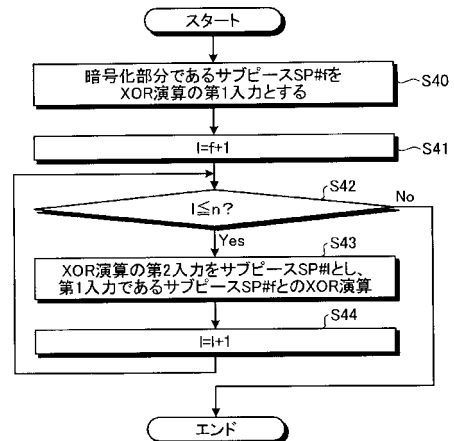 スタート
暗号化部分であるサブピースSP#fを
XOR演算の第1入力とする
S40
I=f+1
S41
S42
I≦n?
No
Yes
S43
XOR演算の第2入力をサブピースSP#Iとし、
第1入力であるサブピースSP#fとのXOR演算
S44
I=I+1
エンド